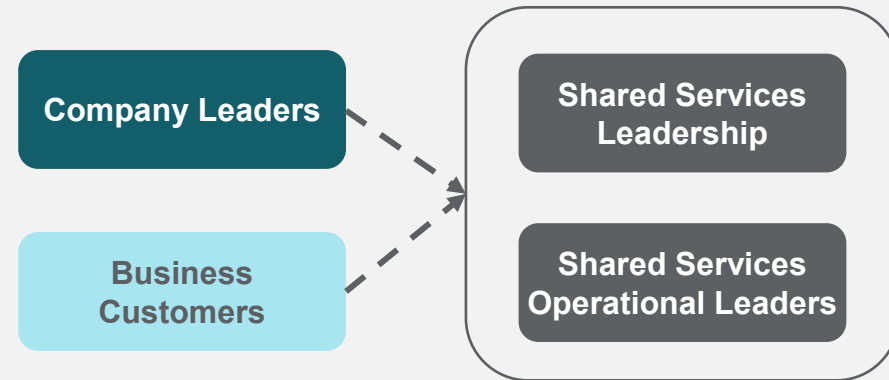 Company Leaders
Business
Customers
Shared Services
Leadership
Shared Services
Operational Leaders